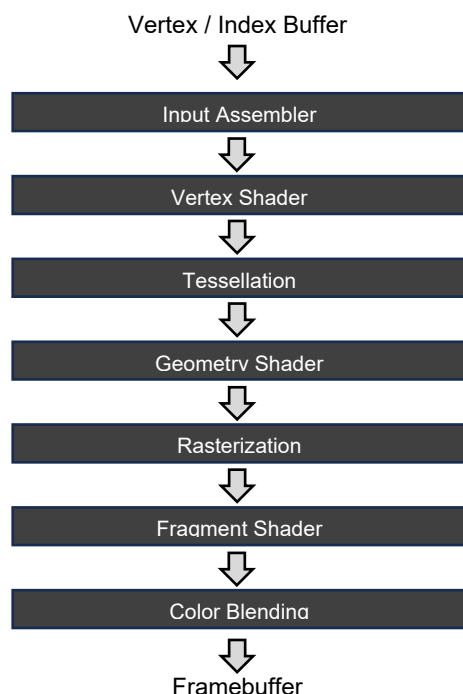 Vertex / Index Buffer
Input Assembler
Vertex Shader
Tessellation
Geometry Shader
Rasterization
Fragment Shader
Color Blending
Framebuffer